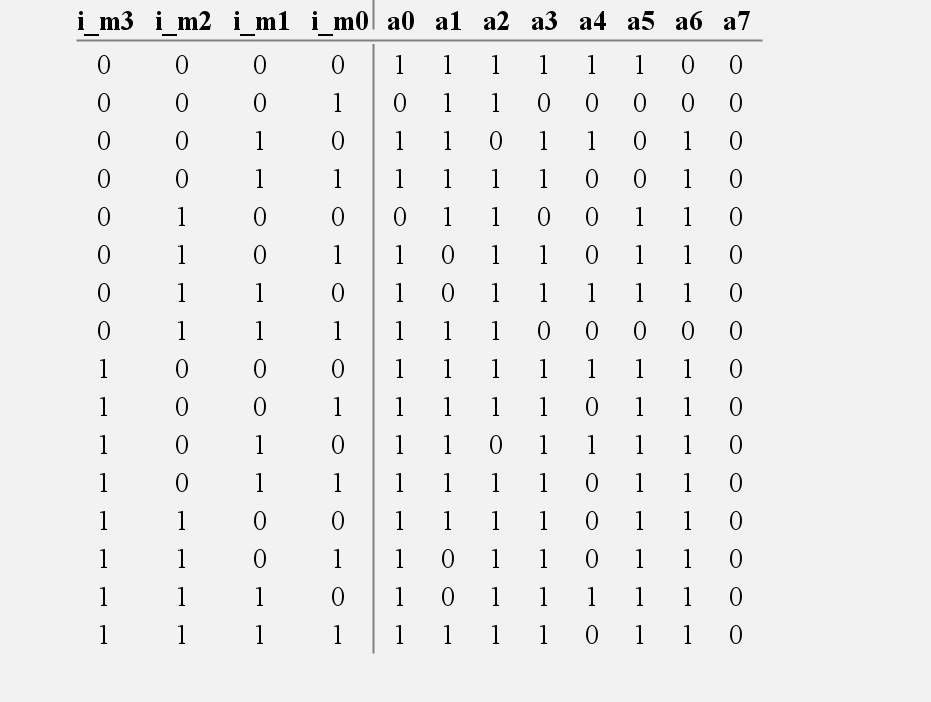 i_m3 i_m2 i_m1 i_m0 a0 a1 a2 a3 a4 a5 a6 a7
0 0 0 0 1 1 1 1 1 1 0 0
0 0 0 1 0 1 1 0 0 0 0 0
0 0 1 0 1 1 0 1 1 0 1 0
0 0 1 1 1 1 1 1 0 0 1 0
0 1 0 0 0 1 1 0 0 1 1 0
0 1 0 1 1 0 1 1 0 1 1 0
0 1 1 0 1 0 1 1 1 1 1 0
0 1 1 1 1 1 1 0 0 0 0 0
1 0 0 0 1 1 1 1 1 1 1 0
1 0 0 1 1 1 1 1 0 1 1 0
1 0 1 0 1 1 0 1 1 1 1 0
1 0 1 1 1 1 1 1 0 1 1 0
1 1 0 0 1 1 1 1 0 1 1 0
1 1 0 1 1 0 1 1 0 1 1 0
1 1 1 0 1 0 1 1 1 1 1 0
1 1 1 1 1 1 1 1 0 1 1 0